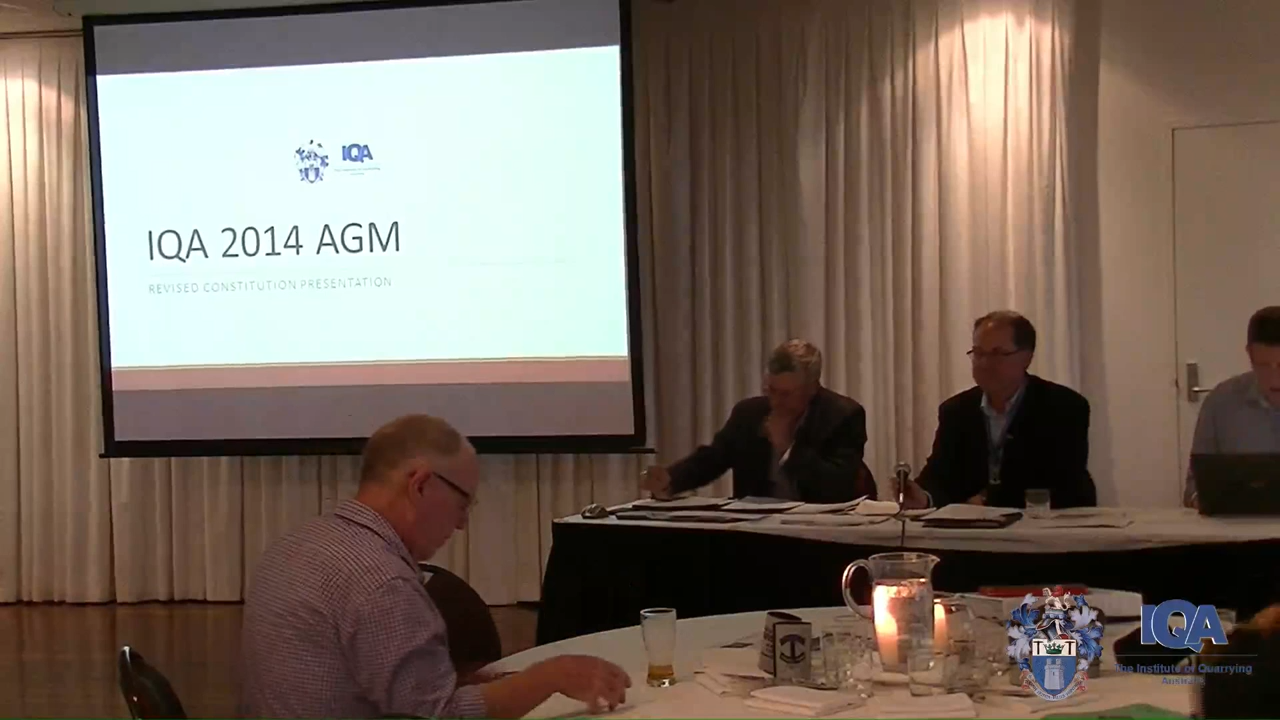 IQA
IQA 2014 AGM
REVISED CONSTITUTION PRESENTATION
T T
IQA
The Institute of Quarrying
Australia